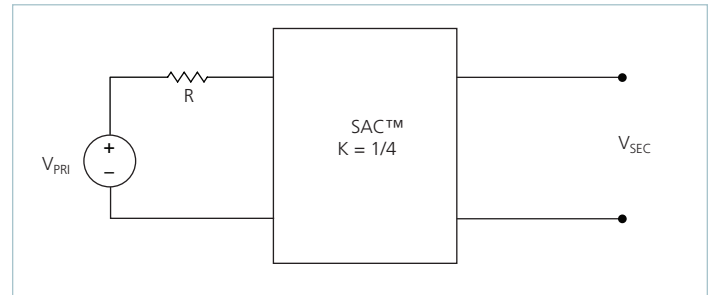 R
SAC™
K = 1/4
+
V_PRI
–
V_SEC